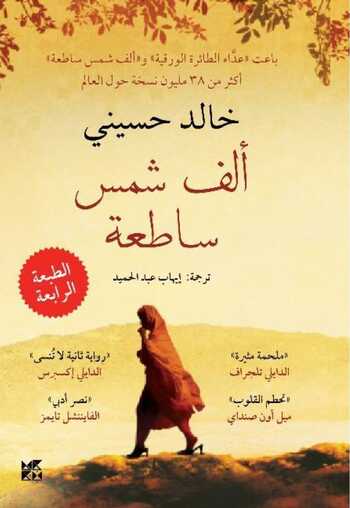 باعت «عدَّاء الطائرة الورقية» و«ألف شمس ساطعة»
أكثر من ٣٨ مليون نسخة حول العالم
خالد حسيني
ألف شمس
ساطعة
ترجمة: إيهاب عبد الحميد
الطبعة
الرابعة
«ملحمة مثيرة»
الدايلي تلجراف
«رواية ثانية لا تُنسى»
الدايلي إكسبرس
«تحطم القلوب»
ميل أون صنداي
«نصر أدبي»
الفايننشل تايمز